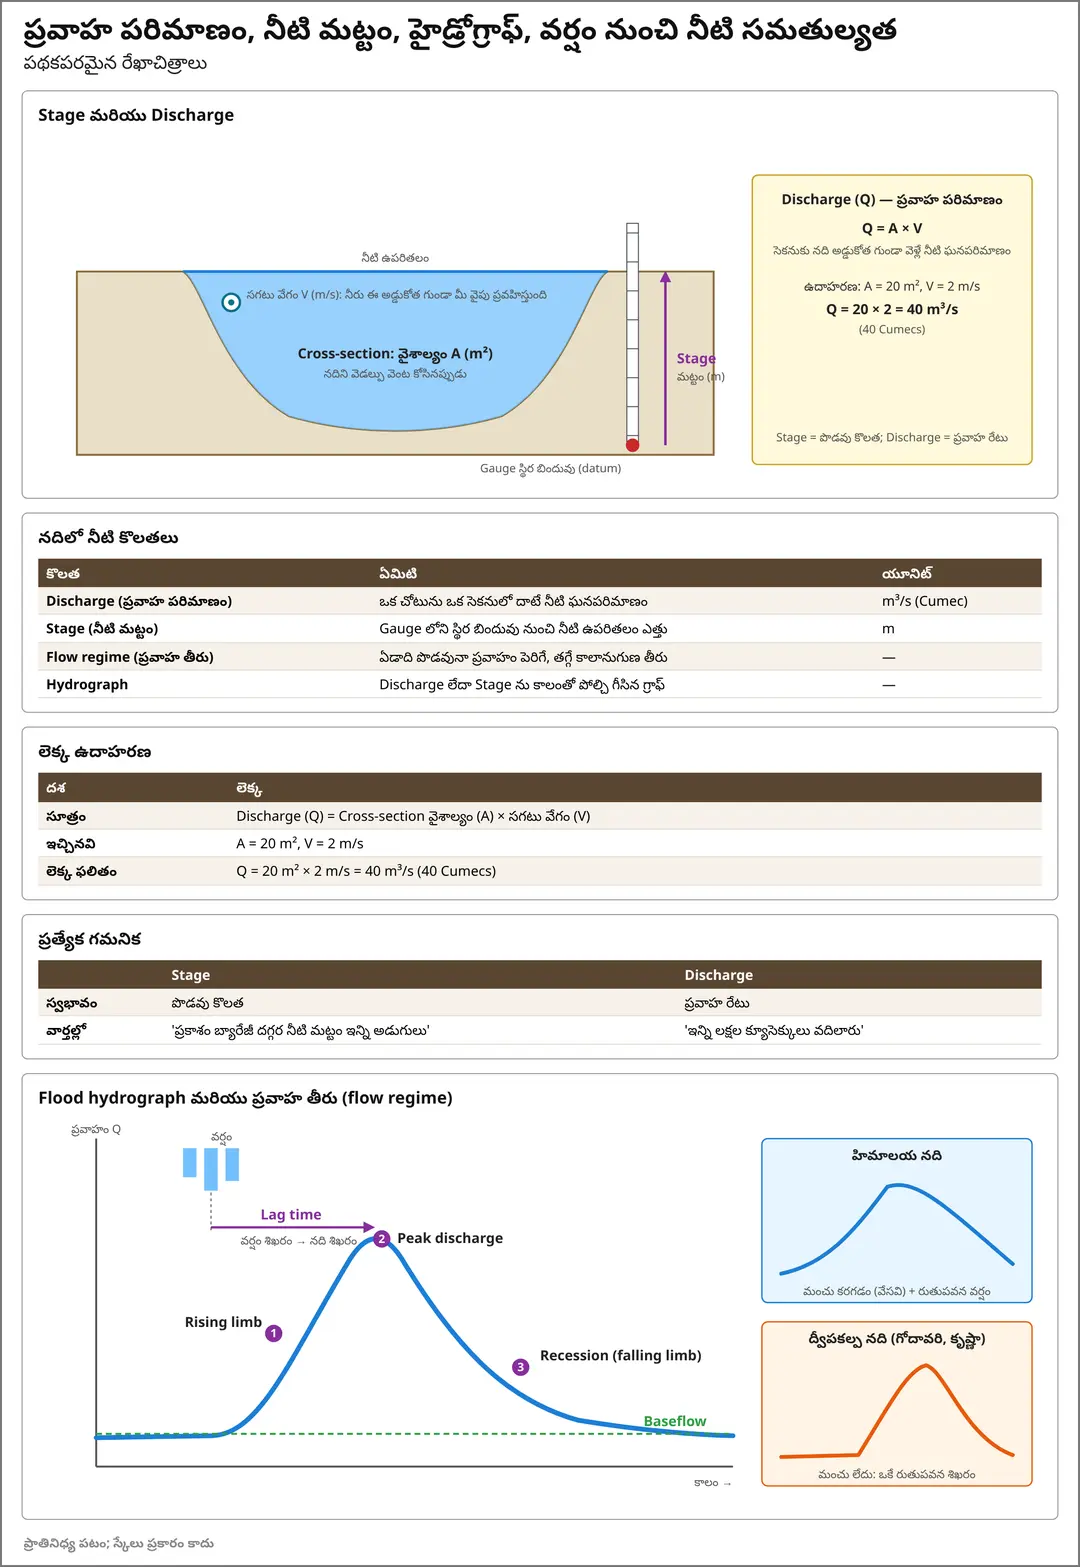 ప్రవాహ పరిమాణం, నీటి మట్టం, హైడ్రోగ్రాఫ్, వర్షం నుంచి నీటి సమతుల్యత
పథకపరమైన రేఖాచిత్రాలు
Stage మరియు Discharge
నీటి ఉపరితలం
సగటు వేగం V (m/s): నీరు ఈ అడ్డుకోత గుండా మీ వైపు ప్రవహిస్తుంది
Cross-section: వైశాల్యం A (m²)
నదిని వెడల్పు వెంట కోసినప్పుడు
Stage
మట్టం (m)
Gauge స్థిర బిందువు (datum)
Discharge (Q) — ప్రవాహ పరిమాణం
Q = A × V
సెకనుకు నది అడ్డుకోత గుండా వెళ్లే నీటి ఘనపరిమాణం
ఉదాహరణ: A = 20 m², V = 2 m/s
Q = 20 × 2 = 40 m³/s
(40 Cumecs)
Stage = పొడవు కొలత; Discharge = ప్రవాహ రేటు
నదిలో నీటి కొలతలు
కొలత ఏమిటి యూనిట్
Discharge (ప్రవాహ పరిమాణం) ఒక చోటును ఒక సెకనులో దాటే నీటి ఘనపరిమాణం m³/s (Cumec)
Stage (నీటి మట్టం) Gauge లోని స్థిర బిందువు నుంచి నీటి ఉపరితలం ఎత్తు m
Flow regime (ప్రవాహ తీరు) ఏడాది పొడవునా ప్రవాహం పెరిగే, తగ్గే కాలానుగుణ తీరు —
Hydrograph Discharge లేదా Stage ను కాలంతో పోల్చి గీసిన గ్రాఫ్ —
లెక్క ఉదాహరణ
దశ లెక్క
సూత్రం Discharge (Q) = Cross-section వైశాల్యం (A) × సగటు వేగం (V)
ఇచ్చినవి A = 20 m², V = 2 m/s
లెక్క ఫలితం Q = 20 m² × 2 m/s = 40 m³/s (40 Cumecs)
ప్రత్యేక గమనిక
Stage Discharge
స్వభావం పొడవు కొలత ప్రవాహ రేటు
వార్తల్లో 'ప్రకాశం బ్యారేజీ దగ్గర నీటి మట్టం ఇన్ని అడుగులు' 'ఇన్ని లక్షల క్యూసెక్కులు వదిలారు'
Flood hydrograph మరియు ప్రవాహ తీరు (flow regime)
ప్రవాహం Q
వర్షం
Lag time
వర్షం శిఖరం → నది శిఖరం
2 Peak discharge
Rising limb 1
3 Recession (falling limb)
Baseflow
కాలం →
హిమాలయ నది
మంచు కరగడం (వేసవి) + రుతుపవన వర్షం
ద్వీపకల్ప నది (గోదావరి, కృష్ణా)
మంచు లేదు: ఒకే రుతుపవన శిఖరం
ప్రాతినిధ్య పటం; స్కేలు ప్రకారం కాదు